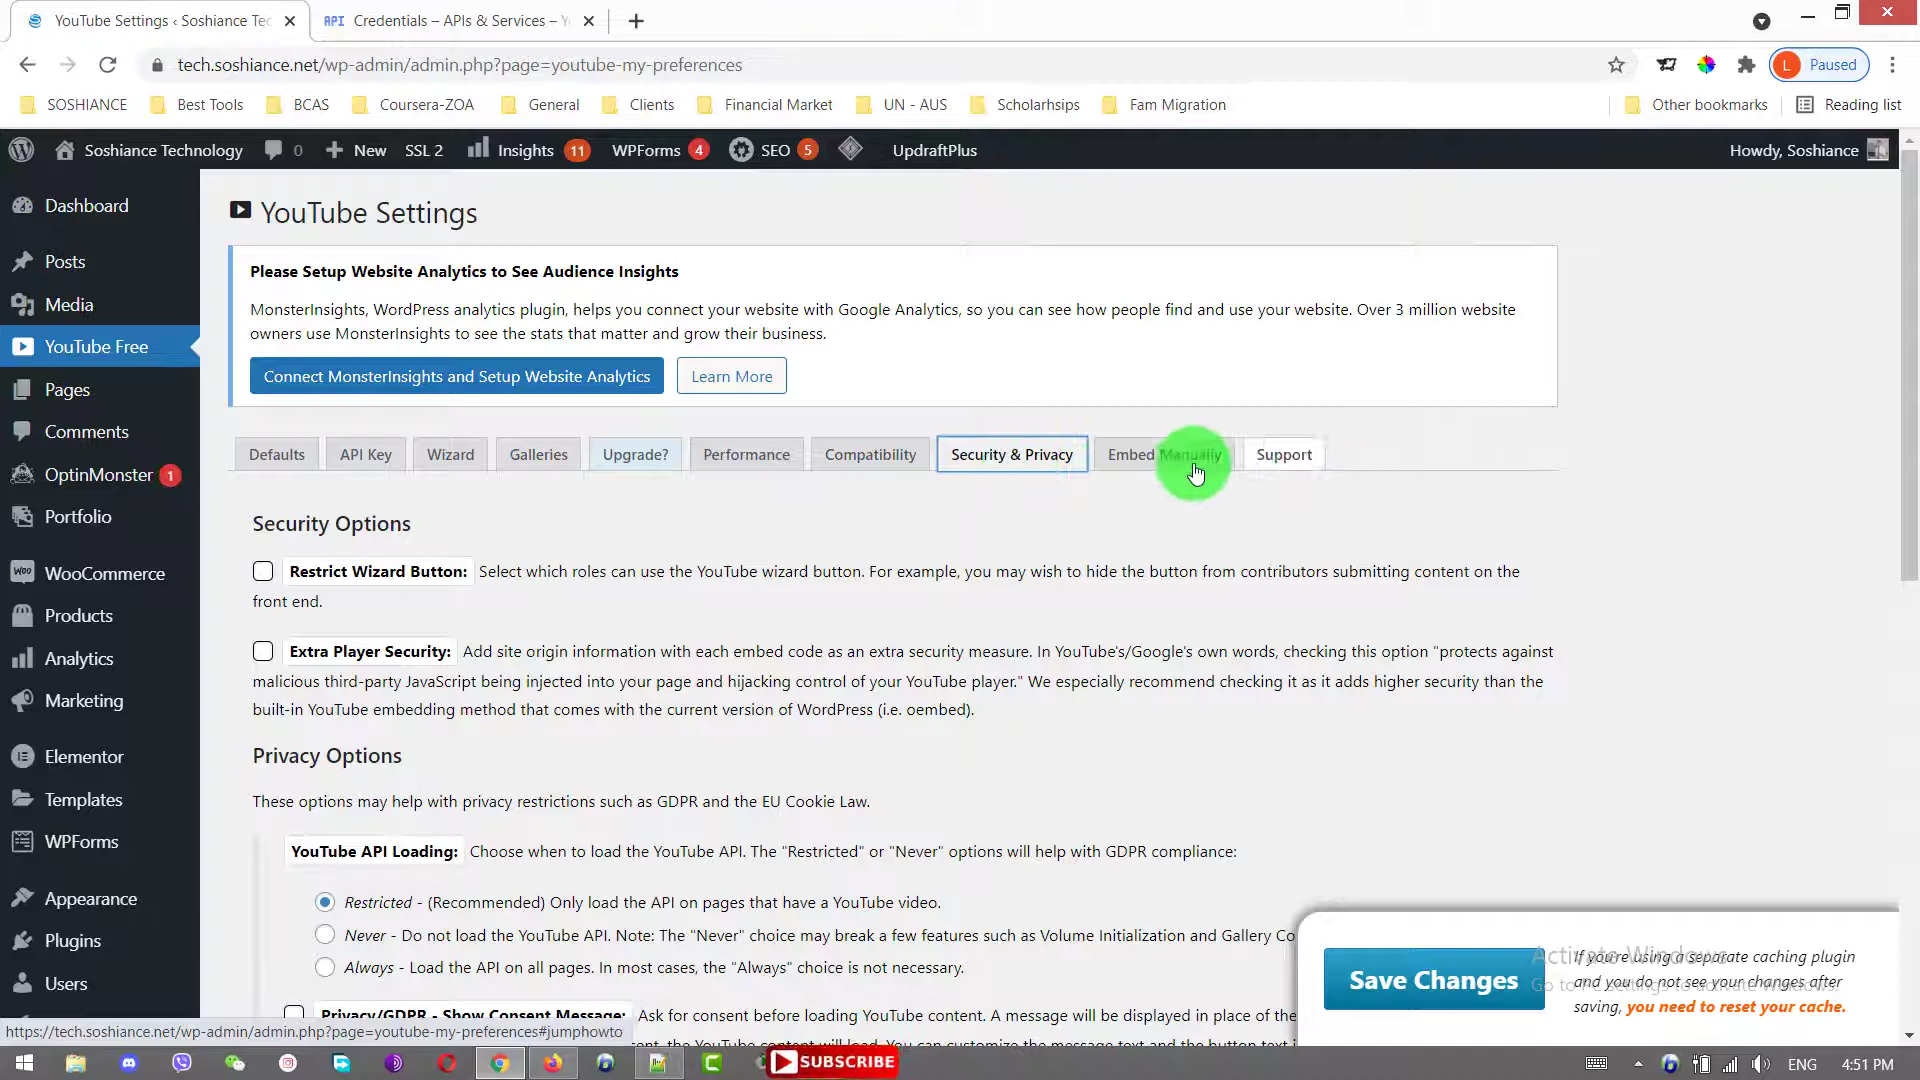 YouTube Settings ‹ Soshiance Tec
API Credentials – APIs & Services – Y
tech.soshiance.net/wp-admin/admin.php?page=youtube-my-preferences
L Paused
SOSHIANCE Best Tools BCAS Coursera-ZOA General Clients Financial Market UN - AUS Scholarhsips Fam Migration Other bookmarks Reading list
Soshiance Technology 0 New SSL 2 Insights 11 WPForms 4 SEO 5 UpdraftPlus Howdy, Soshiance
Dashboard
Posts
Media
YouTube Free
Pages
Comments
OptinMonster 1
Portfolio
WooCommerce
Products
Analytics
Marketing
Elementor
Templates
WPForms
Appearance
Plugins
Users
YouTube Settings
Please Setup Website Analytics to See Audience Insights
MonsterInsights, WordPress analytics plugin, helps you connect your website with Google Analytics, so you can see how people find and use your website. Over 3 million website
owners use MonsterInsights to see the stats that matter and grow their business.
Connect MonsterInsights and Setup Website Analytics Learn More
Defaults API Key Wizard Galleries Upgrade? Performance Compatibility Security & Privacy Embed Manually Support
Security Options
Restrict Wizard Button: Select which roles can use the YouTube wizard button. For example, you may wish to hide the button from contributors submitting content on the
front end.
Extra Player Security: Add site origin information with each embed code as an extra security measure. In YouTube's/Google's own words, checking this option "protects against
malicious third-party JavaScript being injected into your page and hijacking control of your YouTube player." We especially recommend checking it as it adds higher security than the
built-in YouTube embedding method that comes with the current version of WordPress (i.e. oembed).
Privacy Options
These options may help with privacy restrictions such as GDPR and the EU Cookie Law.
YouTube API Loading: Choose when to load the YouTube API. The "Restricted" or "Never" options will help with GDPR compliance:
Restricted - (Recommended) Only load the API on pages that have a YouTube video.
Never - Do not load the YouTube API. Note: The "Never" choice may break a few features such as Volume Initialization and Gallery Co
Always - Load the API on all pages. In most cases, the "Always" choice is not necessary.
Privacy/GDPR - Show Consent Message: Ask for consent before loading YouTube content. A message will be displayed in place of the
Save Changes
If you're using a separate caching plugin
and you do not see your changes after
saving, you need to reset your cache.
Activate Windows
Go to PC settings to activate Windows.
https://tech.soshiance.net/wp-admin/admin.php?page=youtube-my-preferences#jumphowto
SUBSCRIBE
ENG 4:51 PM